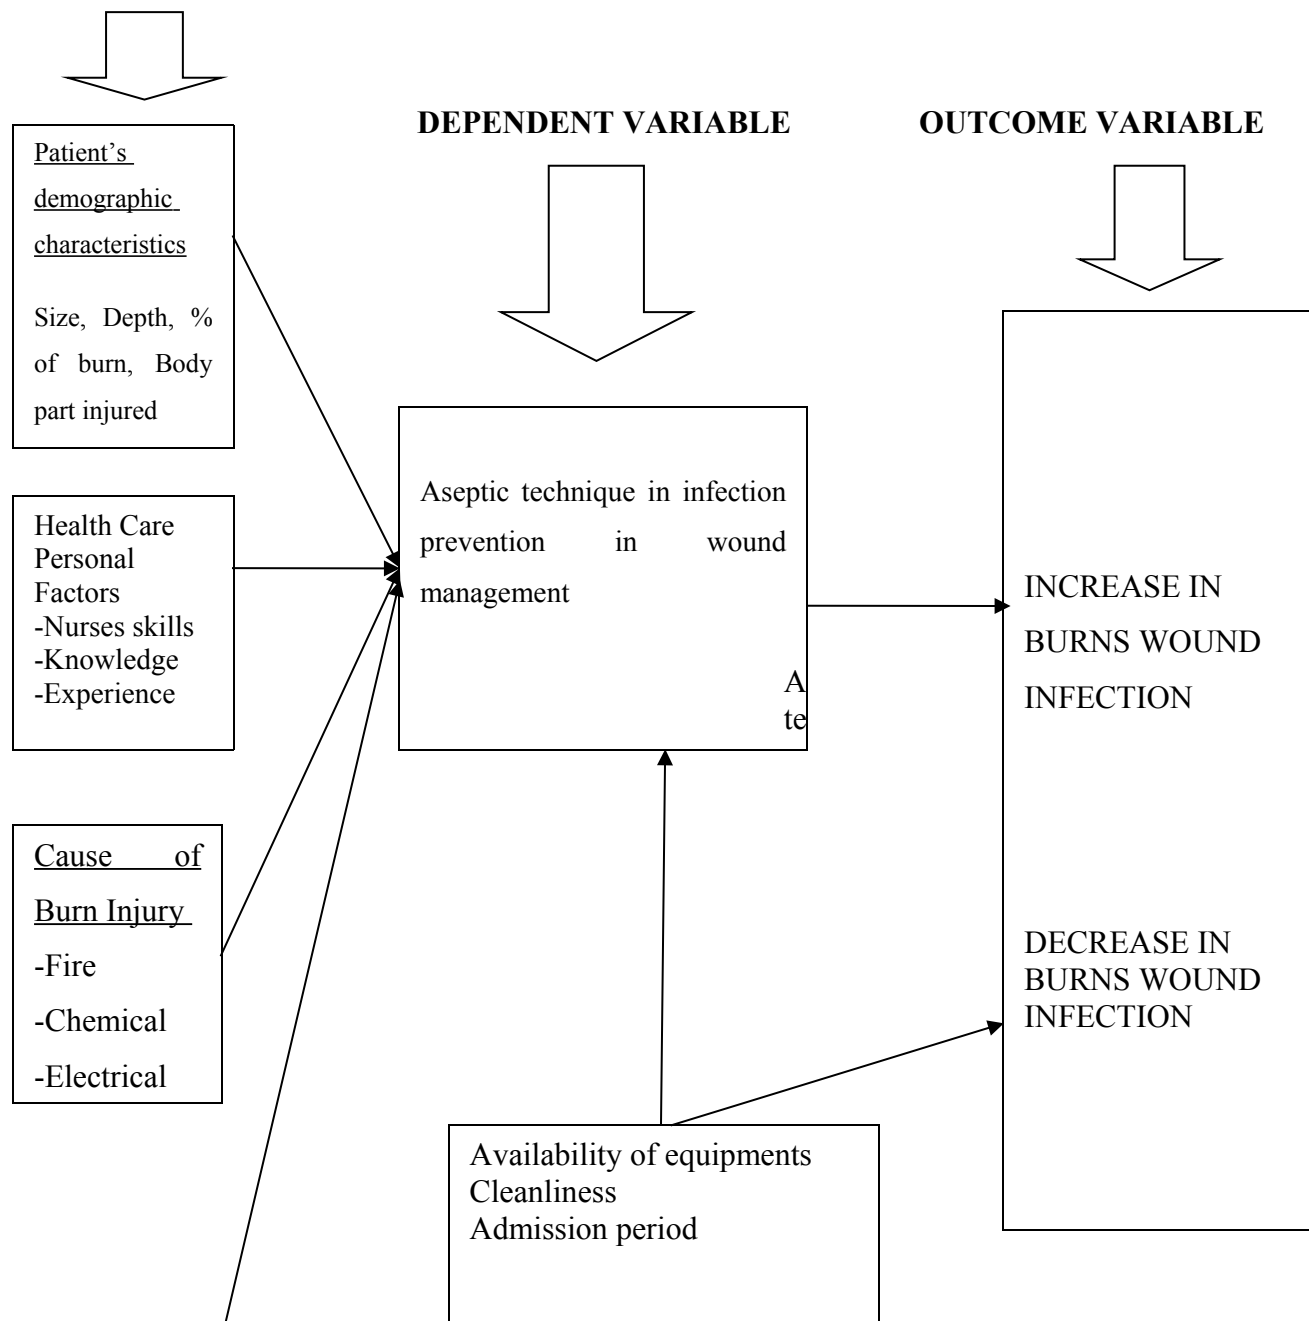 DEPENDENT VARIABLE
OUTCOME VARIABLE
Patient’s
demographic
characteristics
Size, Depth, %
of burn, Body
part injured
Health Care
Personal
Factors
-Nurses skills
-Knowledge
-Experience
Cause of
Burn Injury
-Fire
-Chemical
-Electrical
Aseptic technique in infection
prevention in wound
management
A
te
Availability of equipments
Cleanliness
Admission period
INCREASE IN
BURNS WOUND
INFECTION
DECREASE IN
BURNS WOUND
INFECTION